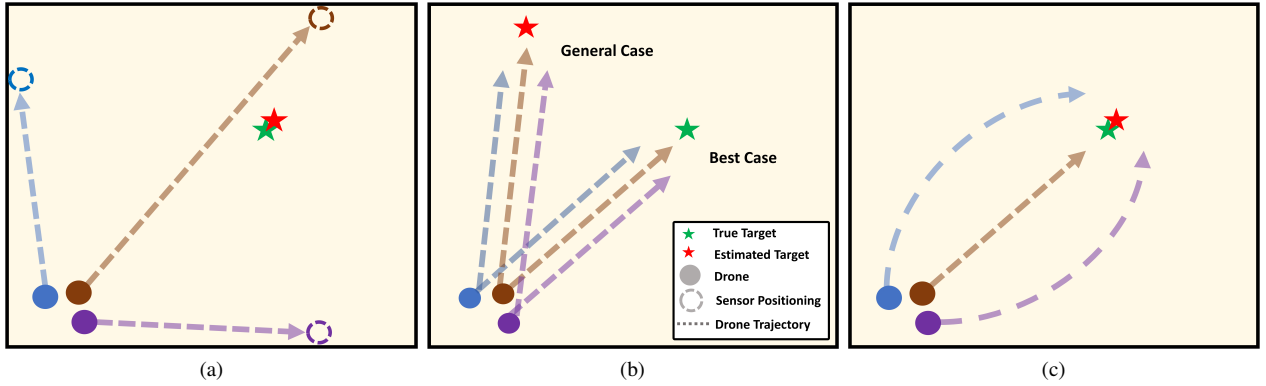 General Case
Best Case
True Target
Estimated Target
Drone
Sensor Positioning
Drone Trajectory
(a)
(b)
(c)